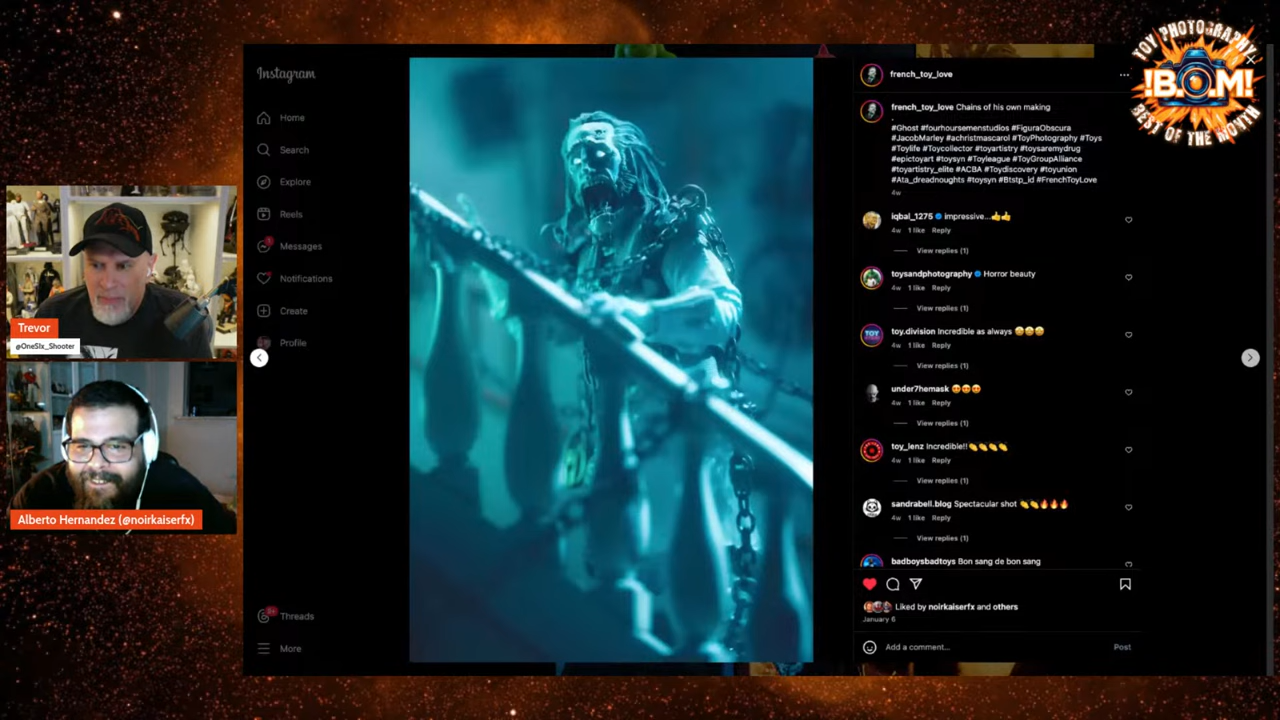 TOY PHOTOGRAPHY
!B.O.M!
BEST OF THE MONTH
Instagram
Home
Search
Explore
Reels
Messages
Notifications
Create
Profile
Threads
More
Trevor
@OneSix_Shooter
Alberto Hernandez (@noirkaiserfx)
french_toy_love
french_toy_love Chains of his own making
.
#Ghost #fourhoursemenstudios #FiguraObscura
#JacobMarley #achristmascarol #ToyPhotography #Toys
#Toylife #Toycollector #toyartistry #toysaremydrug
#epictoyart #toysyn #Toyleague #ToyGroupAlliance
#toyartistry_elite #ACBA #Toydiscovery #toyunion
#Ata_dreadnoughts #toysyn #Btstp_id #FrenchToyLove
4w
iqbal_1275 impressive...👍👍
4w 1 like Reply
View replies (1)
toysandphotography Horror beauty
4w 1 like Reply
View replies (1)
TOY
toy.division Incredible as always 🤩🤩🤩
4w 1 like Reply
View replies (1)
under7hemask 😍😍😍
4w 1 like Reply
View replies (1)
toy_lenz Incredible!!👏👏👏👏
4w 1 like Reply
View replies (1)
sandrabell.blog Spectacular shot 👏👏🔥🔥🔥
4w 1 like Reply
View replies (1)
badboysbadtoys Bon sang de bon sang
Liked by noirkaiserfx and others
January 6
Add a comment...
Post